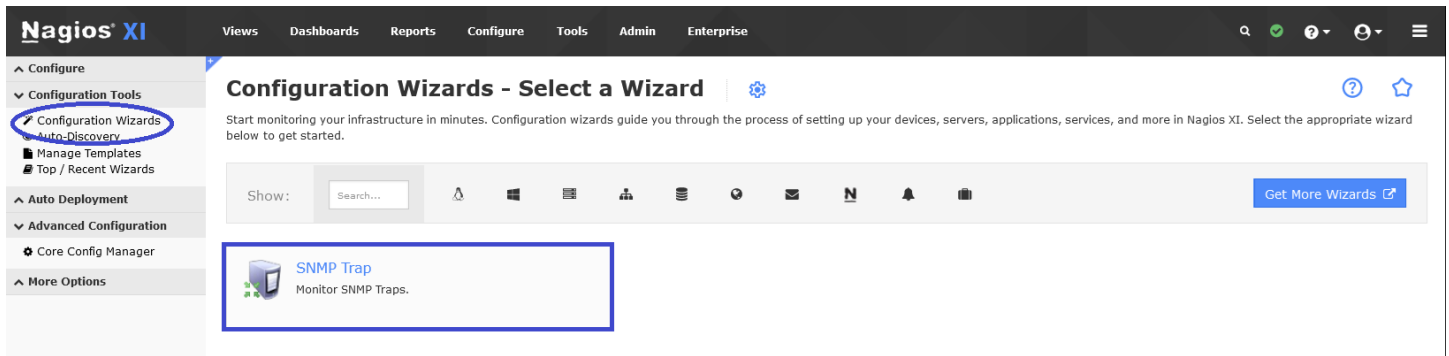 Nagios® XI
Views Dashboards Reports Configure Tools Admin Enterprise
Configure
Configuration Tools
Configuration Wizards
Auto-Discovery
Manage Templates
Top / Recent Wizards
Auto Deployment
Advanced Configuration
Core Config Manager
More Options
Configuration Wizards - Select a Wizard
Start monitoring your infrastructure in minutes. Configuration wizards guide you through the process of setting up your devices, servers, applications, services, and more in Nagios XI. Select the appropriate wizard
below to get started.
Show: Search... N Get More Wizards
SNMP Trap
Monitor SNMP Traps.